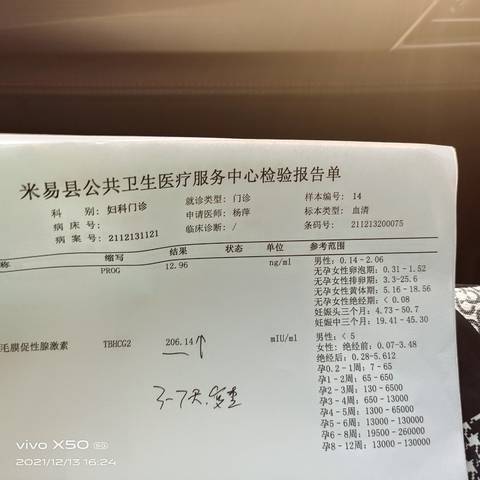 米易县公共卫生医疗服务中心检验报告单
科 别: 妇科门诊 就诊类型: 门诊 样本编号: 14
病 床 号: 申请医师: 杨萍 标本类型: 血清
病 案 号: 2112131121 临床诊断: / 条码号: 211213200075
称 缩写 结果 状态 单位 参考范围
PROG 12.96 ng/ml 男性: 0.14-2.06
无孕女性卵泡期: 0.31-1.52
无孕女性排卵期: 3.3-25.6
无孕女性黄体期: 5.16-18.56
无孕女性绝经期: < 0.08
妊娠头三个月: 4.73-50.7
妊娠中三个月: 19.41-45.30
毛膜促性腺激素 TBHCG2 206.14↑ mIU/ml 男性: < 5
女性: 绝经前: 0.07-3.48
绝经后: 0.28-5.612
孕0.2-1周: 7-65
孕1-2周: 65-650
孕2-3周: 130-6500
孕3-4周: 650-13000
孕4-5周: 13000-65000
孕5-6周: 13000-130000
孕6-8周: 19500-260000
孕8-12周: 13000-130000
3-7天复查
vivo X50 5G
2021/12/13 16:24